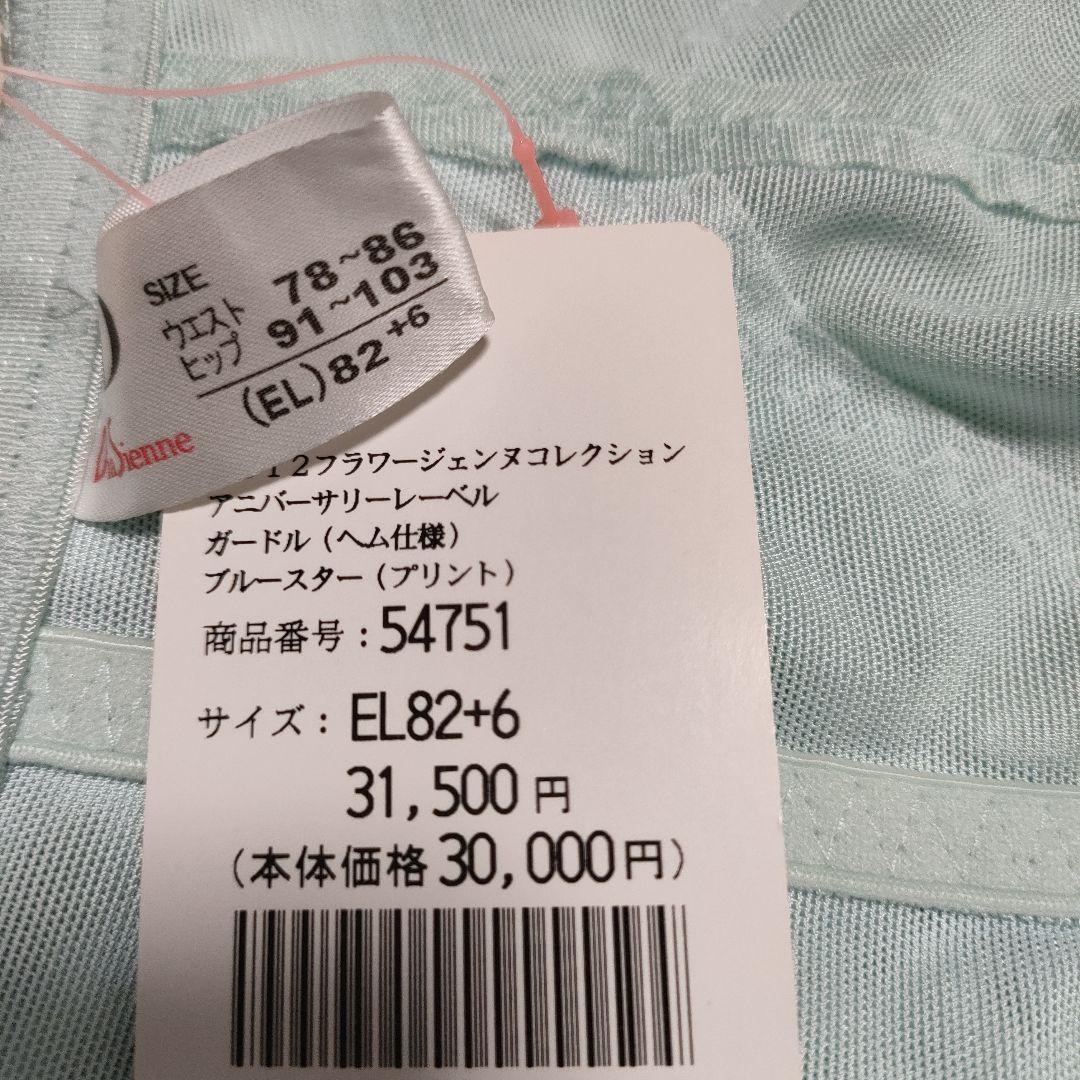 SIZE
ウエスト 78~86
ヒップ 91~103
(EL)82+6
12フラワージェンヌコレクション
アニバーサリーレーベル
ガードル(ヘム仕様)
ブルースター(プリント)
商品番号:54751
サイズ: EL82+6
31,500円
(本体価格30,000円)